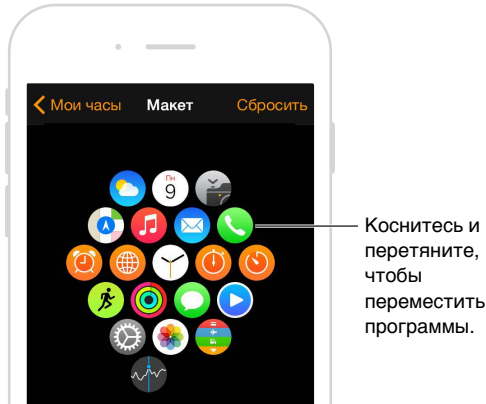 Мои часы Макет Сбросить
Пн
9
Коснитесь и
перетяните,
чтобы
переместить
программы.